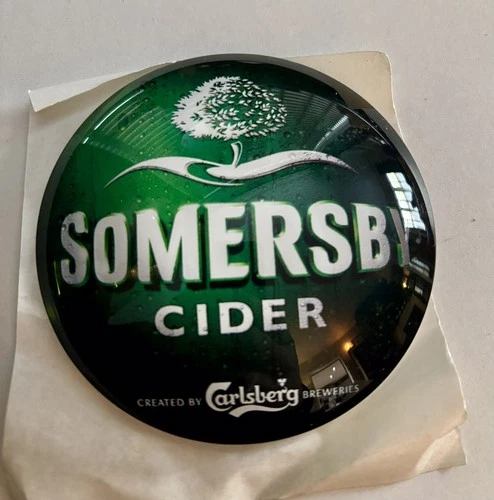 SOMERSBY
CIDER
CREATED BY Carlsberg BREWERIES